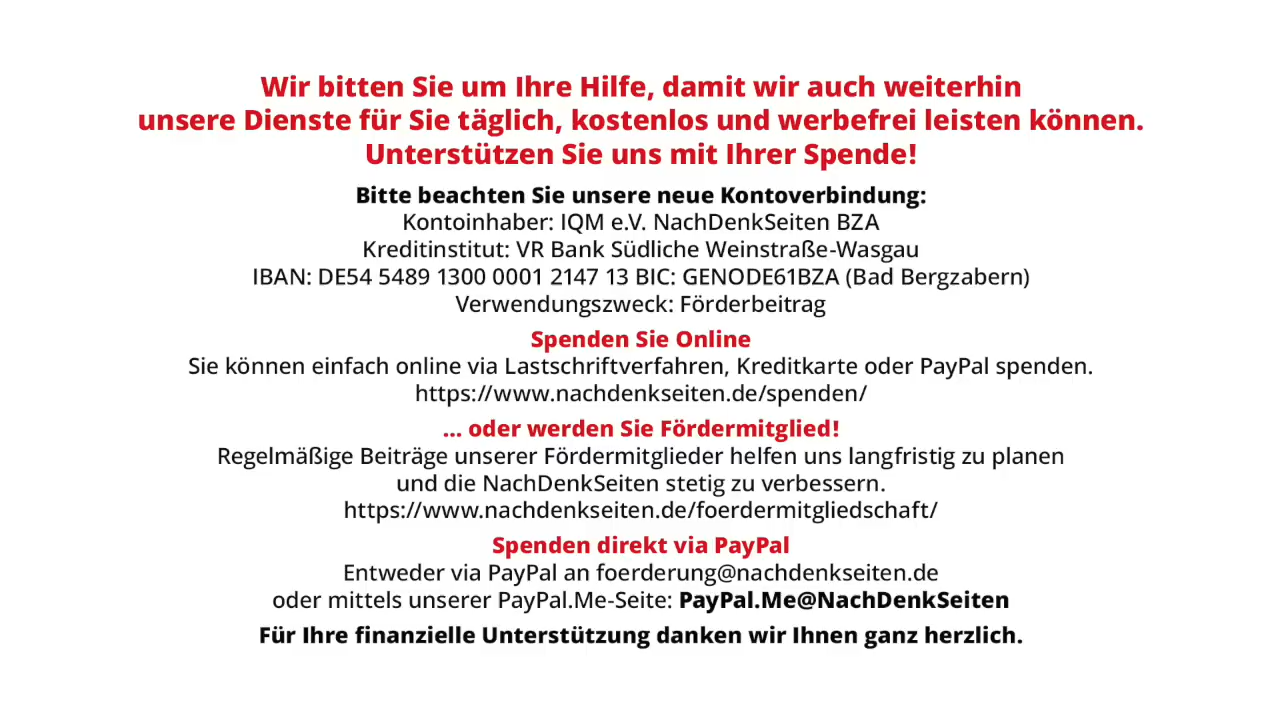 Wir bitten Sie um Ihre Hilfe, damit wir auch weiterhin
unsere Dienste für Sie täglich, kostenlos und werbefrei leisten können.
Unterstützen Sie uns mit Ihrer Spende!
Bitte beachten Sie unsere neue Kontoverbindung:
Kontoinhaber: IQM e.V. NachDenkSeiten BZA
Kreditinstitut: VR Bank Südliche Weinstraße-Wasgau
IBAN: DE54 5489 1300 0001 2147 13 BIC: GENODE61BZA (Bad Bergzabern)
Verwendungszweck: Förderbeitrag
Spenden Sie Online
Sie können einfach online via Lastschriftverfahren, Kreditkarte oder PayPal spenden.
https://www.nachdenkseiten.de/spenden/
... oder werden Sie Fördermitglied!
Regelmäßige Beiträge unserer Fördermitglieder helfen uns langfristig zu planen
und die NachDenkSeiten stetig zu verbessern.
https://www.nachdenkseiten.de/foerdermitgliedschaft/
Spenden direkt via PayPal
Entweder via PayPal an foerderung@nachdenkseiten.de
oder mittels unserer PayPal.Me-Seite: PayPal.Me@NachDenkSeiten
Für Ihre finanzielle Unterstützung danken wir Ihnen ganz herzlich.